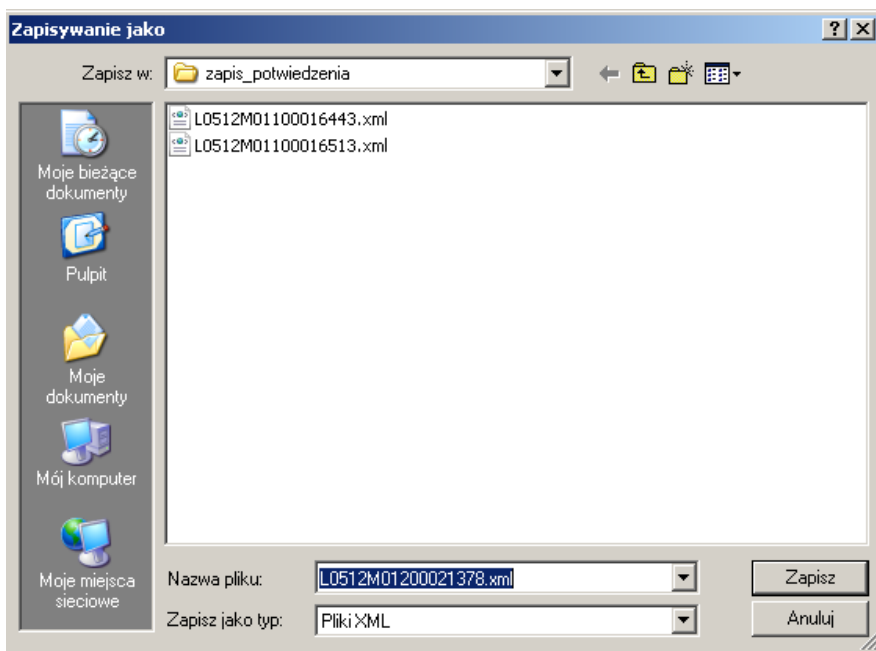 Zapisywanie jako
Zapisz w:
zapis_potwiedzenia
L0512M01100016443.xml
L0512M01100016513.xml
Moje bieżące
dokumenty
Pulpit
Moje
dokumenty
Mój komputer
Moje miejsca
sieciowe
Nazwa pliku:
L0512M01200021378.xml
Zapisz
Zapisz jako typ:
Pliki XML
Anuluj